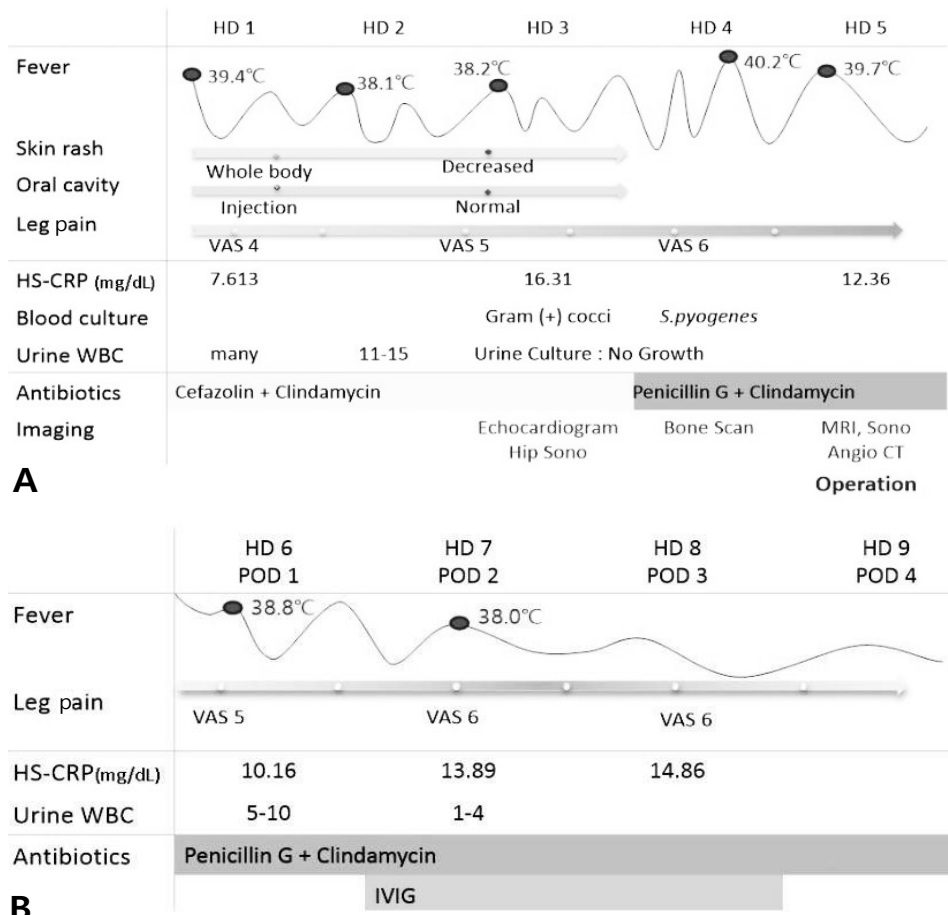 HD 1 HD 2 HD 3 HD 4 HD 5
Fever 39.4℃ 38.1℃ 38.2℃ 40.2℃ 39.7℃
Skin rash Whole body Decreased
Oral cavity Injection Normal
Leg pain VAS 4 VAS 5 VAS 6
HS-CRP (mg/dL) 7.613 16.31 12.36
Blood culture Gram (+) cocci S.pyogenes
Urine WBC many 11-15 Urine Culture : No Growth
Antibiotics Cefazolin + Clindamycin Penicillin G + Clindamycin
Imaging Echocardiogram Bone Scan MRI, Sono
Hip Sono Angio CT
A Operation
HD 6 HD 7 HD 8 HD 9
POD 1 POD 2 POD 3 POD 4
Fever 38.8℃ 38.0℃
Leg pain VAS 5 VAS 6 VAS 6
HS-CRP(mg/dL) 10.16 13.89 14.86
Urine WBC 5-10 1-4
Antibiotics Penicillin G + Clindamycin
B IVIG